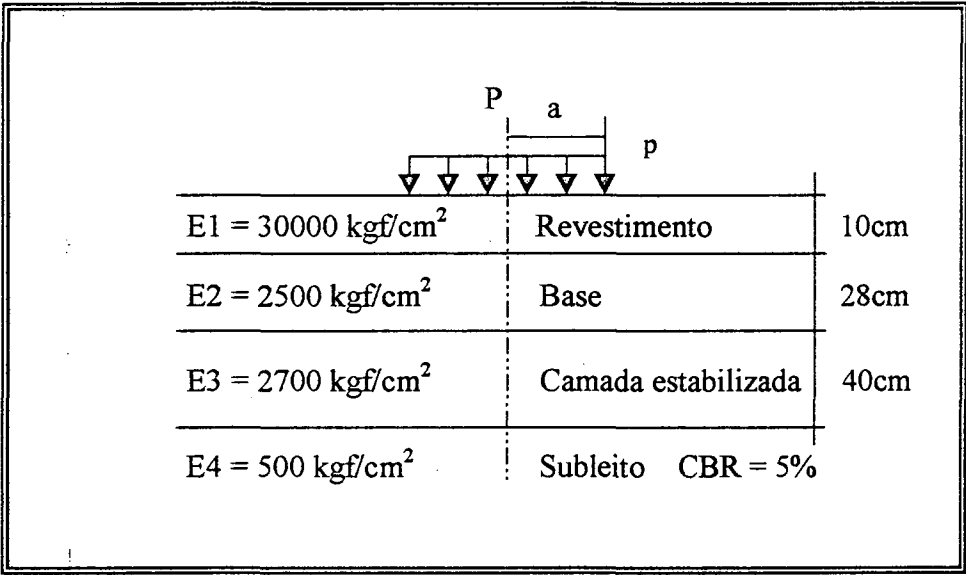 P
a
p
E1 = 30000 kgf/cm² Revestimento 10cm
E2 = 2500 kgf/cm² Base 28cm
E3 = 2700 kgf/cm² Camada estabilizada 40cm
E4 = 500 kgf/cm² Subleito CBR = 5%